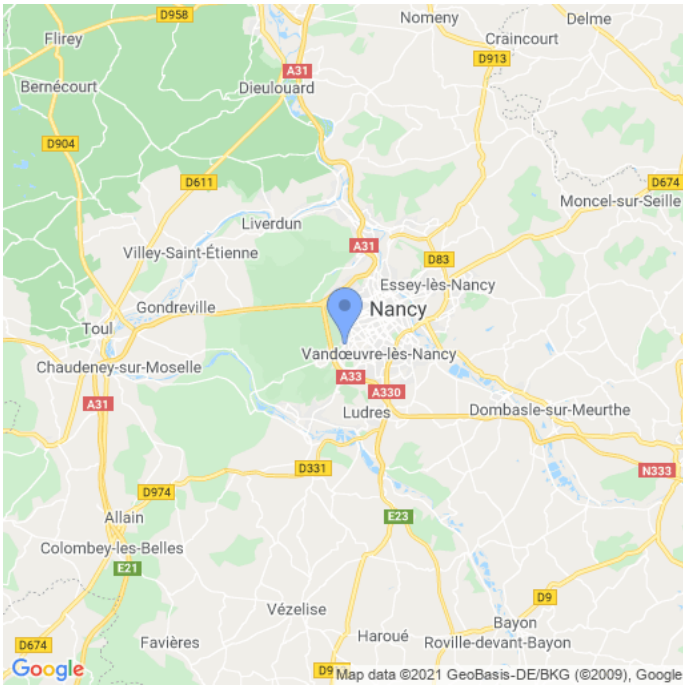 D958
Nomeny
Delme
Flirey
Craincourt
A31
D913
Bernécourt
Dieulouard
D904
D611
D674
Moncel-sur-Seille
Liverdun
A31
Villey-Saint-Étienne
D83
Essey-lès-Nancy
Gondreville
Nancy
Toul
Vandœuvre-lès-Nancy
Chaudeney-sur-Moselle
A33
A330
A31
Ludres
Dombasle-sur-Meurthe
D331
N333
D974
Allain
E23
Colombey-les-Belles
E21
D9
Vézelise
Bayon
Haroué
D674
Favières
Roville-devant-Bayon
Google
D9
Map data ©2021 GeoBasis-DE/BKG (©2009), Google